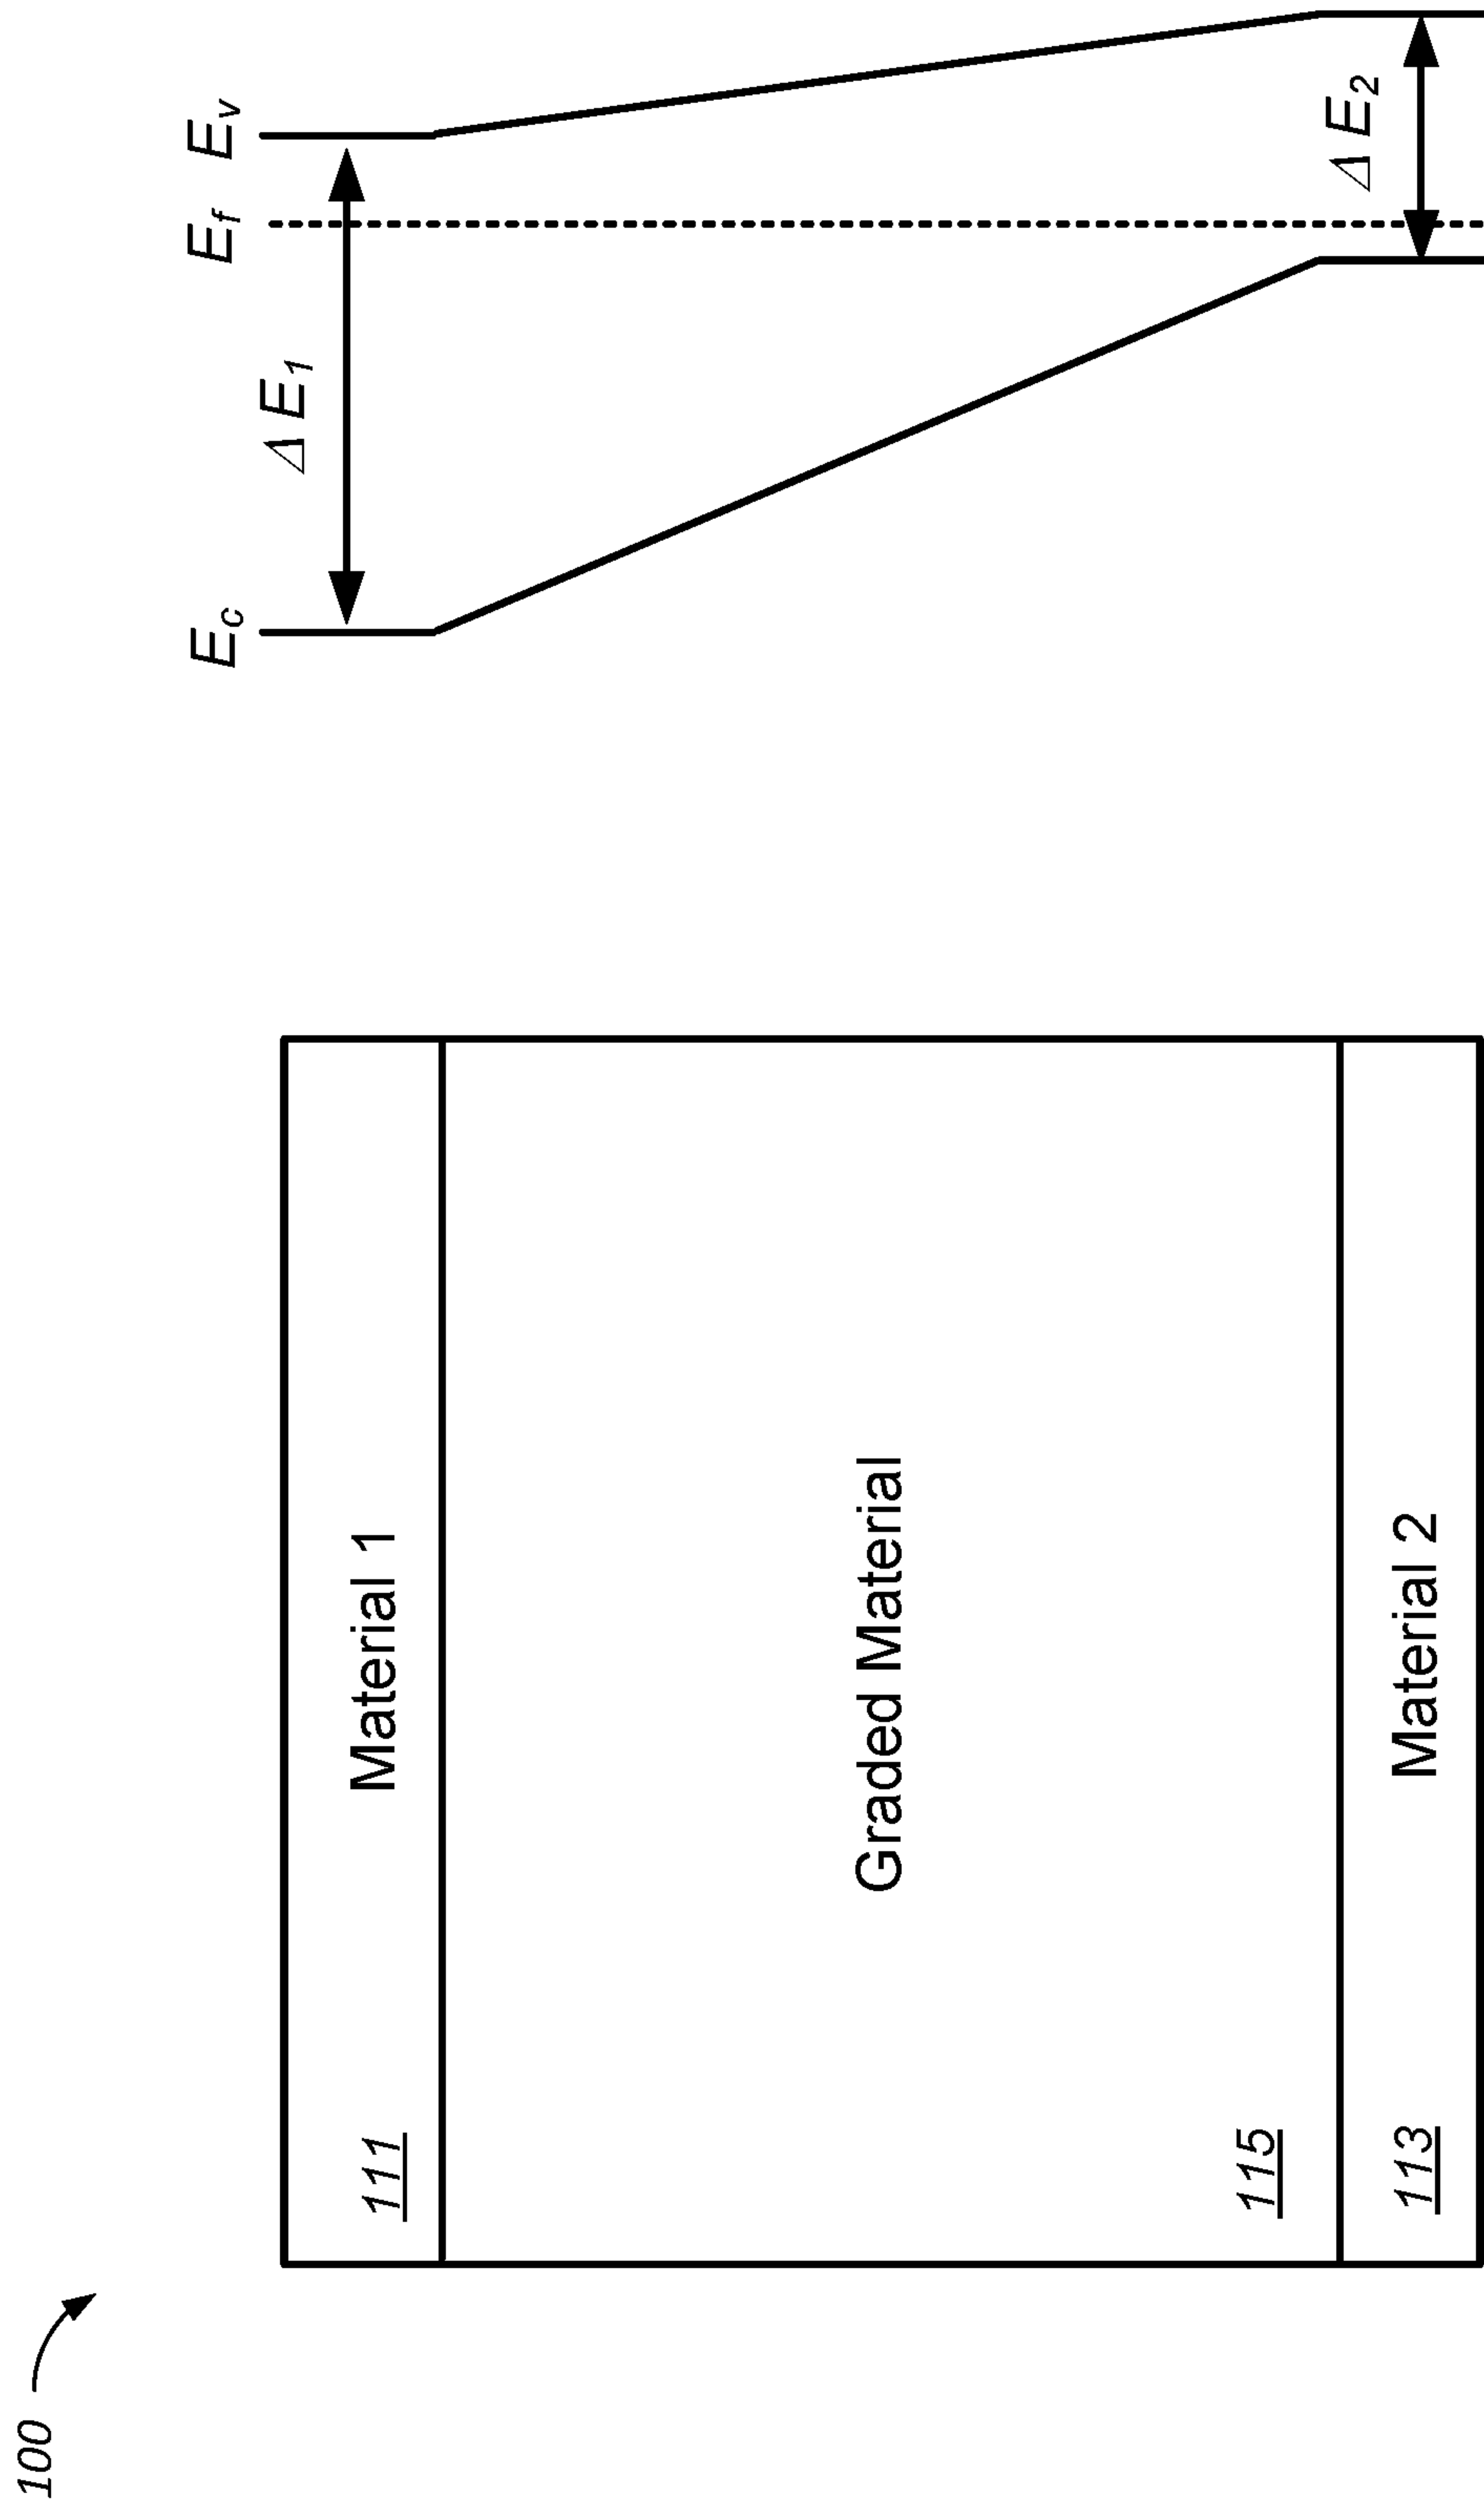 100
111
Material 1
Graded Material
115
113
Material 2
Ec
Ef
Ev
ΔE1
ΔE2